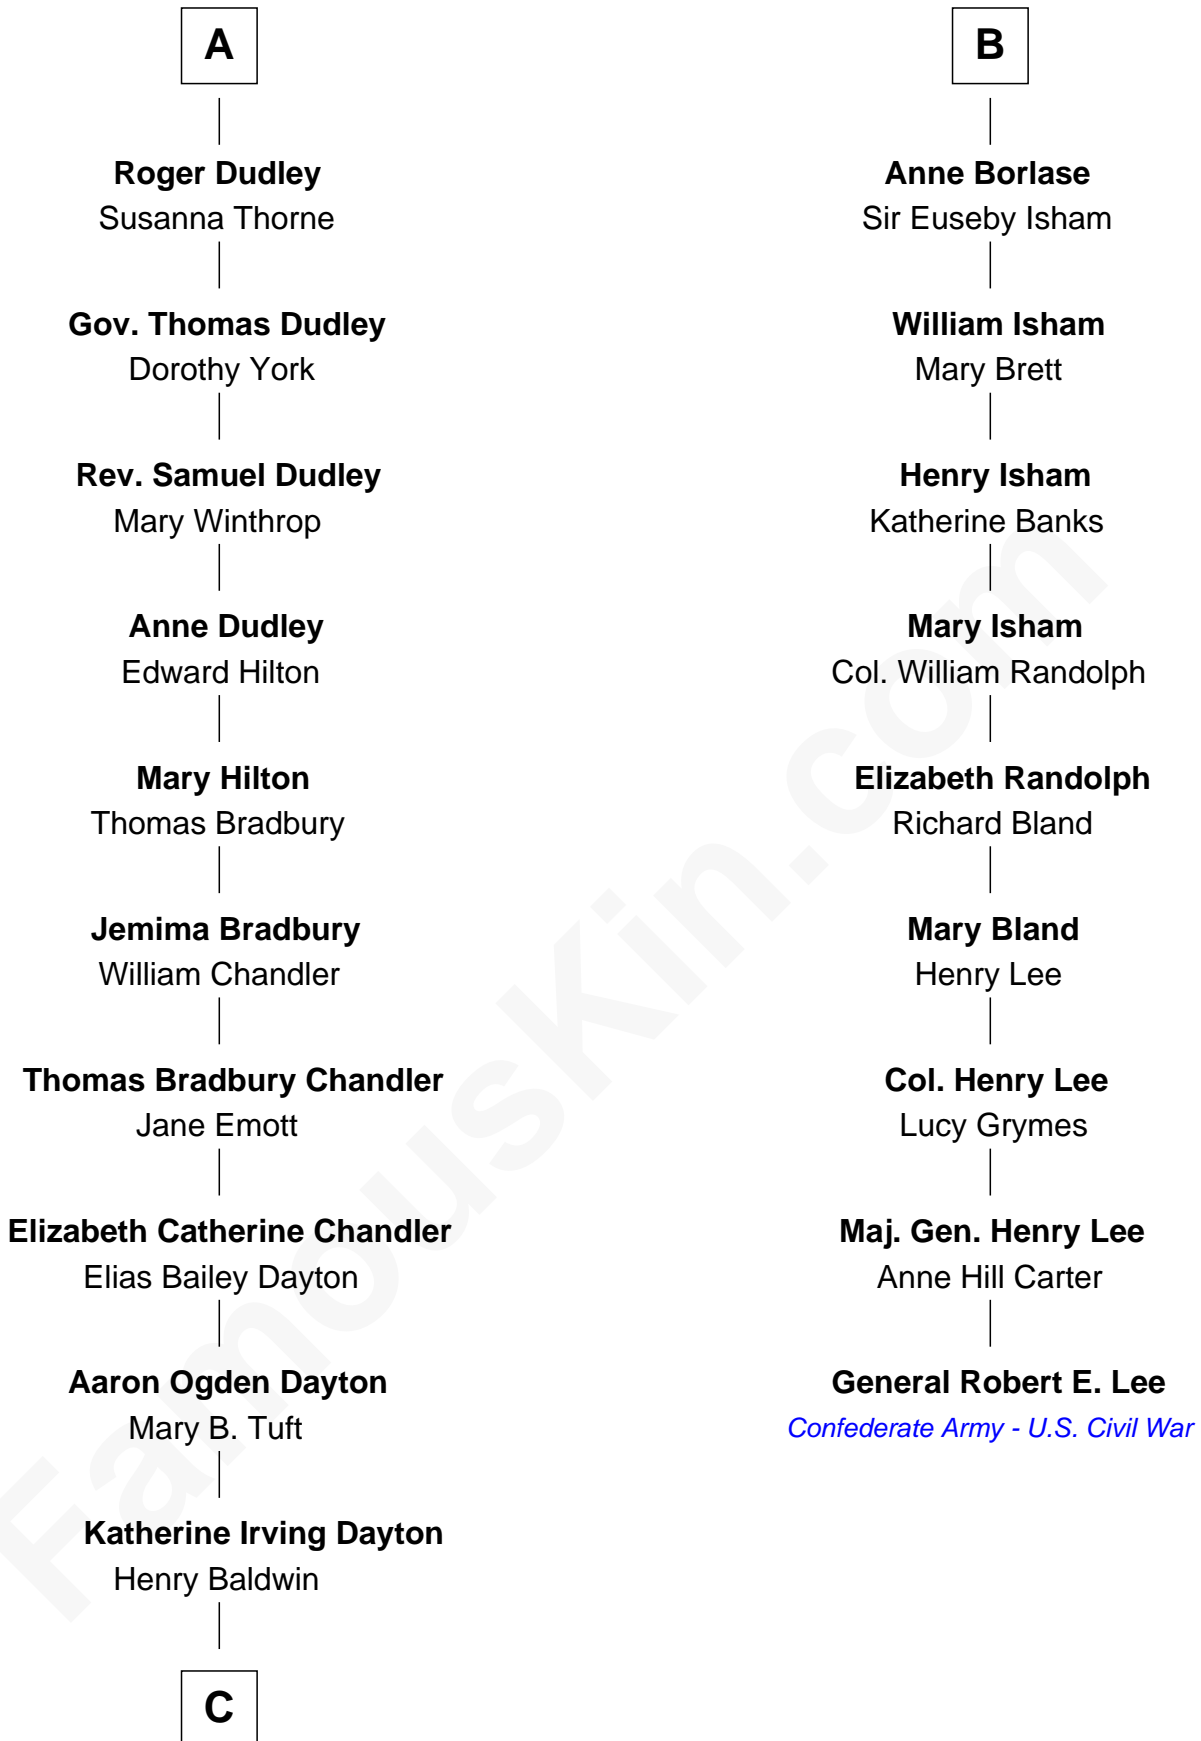 A
Roger Dudley
Susanna Thorne
Gov. Thomas Dudley
Dorothy York
Rev. Samuel Dudley
Mary Winthrop
Anne Dudley
Edward Hilton
Mary Hilton
Thomas Bradbury
Jemima Bradbury
William Chandler
Thomas Bradbury Chandler
Jane Emott
Elizabeth Catherine Chandler
Elias Bailey Dayton
Aaron Ogden Dayton
Mary B. Tuft
Katherine Irving Dayton
Henry Baldwin
C
B
Anne Borlase
Sir Euseby Isham
William Isham
Mary Brett
Henry Isham
Katherine Banks
Mary Isham
Col. William Randolph
Elizabeth Randolph
Richard Bland
Mary Bland
Henry Lee
Col. Henry Lee
Lucy Grymes
Maj. Gen. Henry Lee
Anne Hill Carter
General Robert E. Lee
Confederate Army - U.S. Civil War
FamousKin.com